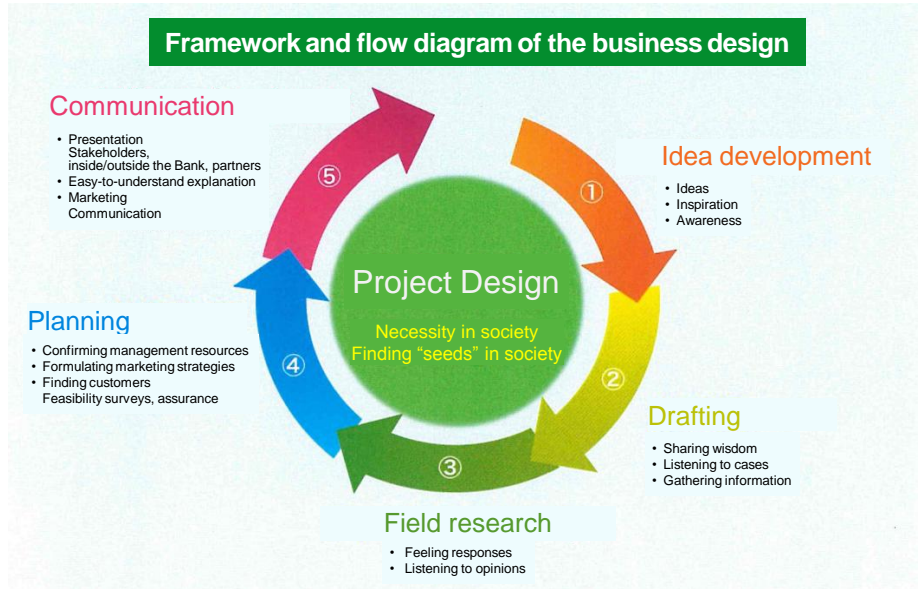 Framework and flow diagram of the business design
Communication
• Presentation
Stakeholders,
inside/outside the Bank, partners
• Easy-to-understand explanation
• Marketing
Communication
⑤
①
Idea development
• Ideas
• Inspiration
• Awareness
Project Design
Necessity in society
Finding “seeds” in society
Planning
• Confirming management resources
• Formulating marketing strategies
• Finding customers
Feasibility surveys, assurance
④
②
Drafting
• Sharing wisdom
• Listening to cases
• Gathering information
③
Field research
• Feeling responses
• Listening to opinions